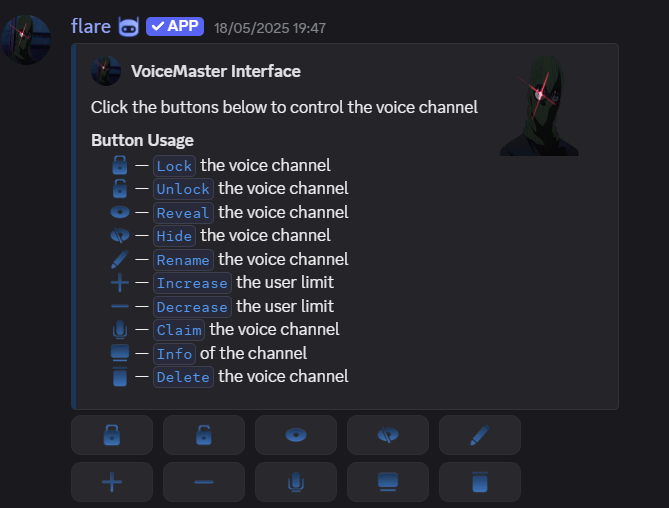 flare APP 18/05/2025 19:47
VoiceMaster Interface
Click the buttons below to control the voice channel
Button Usage
— Lock the voice channel
— Unlock the voice channel
— Reveal the voice channel
— Hide the voice channel
— Rename the voice channel
— Increase the user limit
— Decrease the user limit
— Claim the voice channel
— Info of the channel
— Delete the voice channel